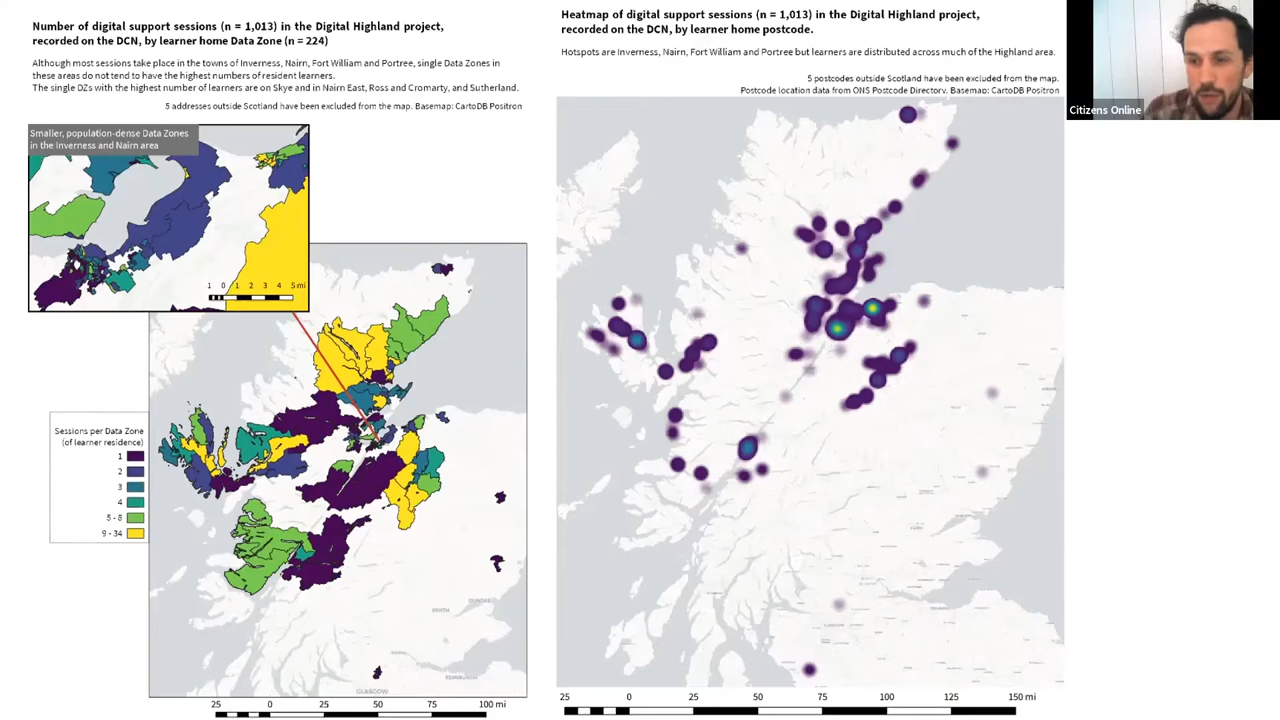 Number of digital support sessions (n = 1,013) in the Digital Highland project,
recorded on the DCN, by learner home Data Zone (n = 224)
Although most sessions take place in the towns of Inverness, Nairn, Fort William and Portree, single Data Zones in
these areas do not tend to have the highest numbers of resident learners.
The single DZs with the highest number of learners are on Skye and in Nairn East, Ross and Cromarty, and Sutherland.
5 addresses outside Scotland have been excluded from the map. Basemap: CartoDB Positron
Smaller, population-dense Data Zones
in the Inverness and Nairn area
1 0 1 2 3 4 5 mi
Sessions per Data Zone
(of learner residence)
1
2
3
4
5 - 8
9 - 34
DUNDEE
PERTH
EDINBURGH
GLASGOW
25 0 25 50 75 100 mi
Heatmap of digital support sessions (n = 1,013) in the Digital Highland project,
recorded on the DCN, by learner home postcode.
Hotspots are Inverness, Nairn, Fort William and Portree but learners are distributed across much of the Highland area.
5 postcodes outside Scotland have been excluded from the map.
Postcode location data from ONS Postcode Directory. Basemap: CartoDB Positron
25 0 25 50 75 100 125 150 mi
Citizens Online